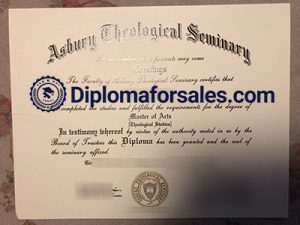 Asbury Theological Seminary
To all to whom these presents may come
Greetings
The Faculty of Asbury Theological Seminary certifies that
Diplomaforsales.com
completed the studies and fulfilled the requirements for the degree of
Master of Arts
(Theological Studies)
In testimony whereof by virtue of the authority vested in us by the
Board of Trustees this Diploma has been granted and the seal of
the seminary affixed.